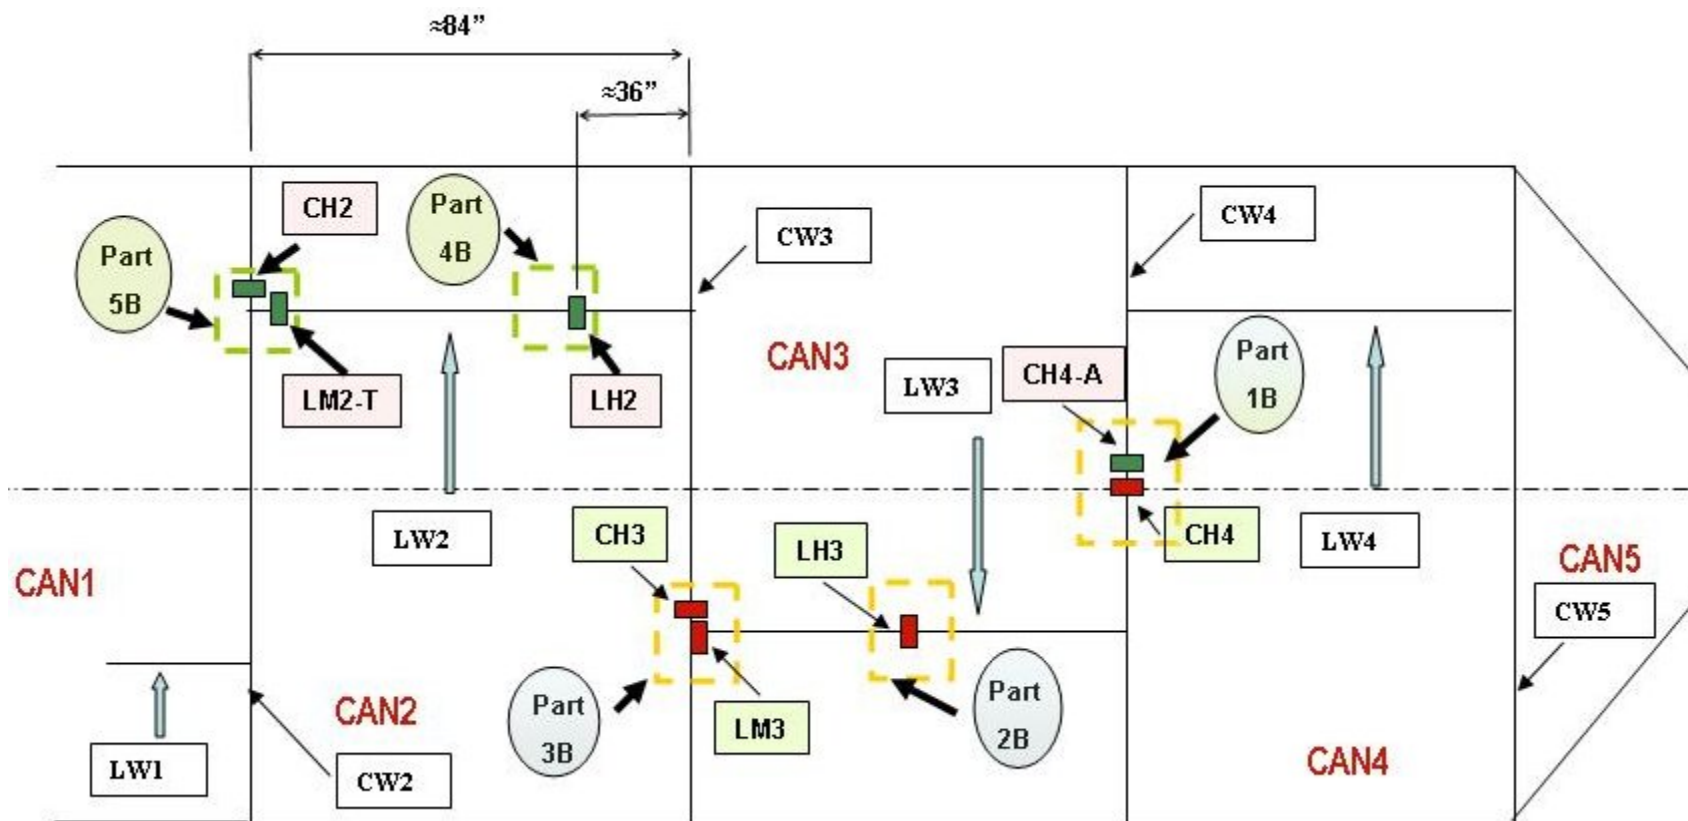 ≈84”
≈36”
CH2
Part
4B
CW3
CW4
Part
5B
LM2-T
LH2
CAN3
LW3
CH4-A
Part
1B
LW2
CH3
LH3
CH4
LW4
CAN1
CAN5
CW5
CAN2
Part
3B
LM3
Part
2B
LW1
CW2
CAN4